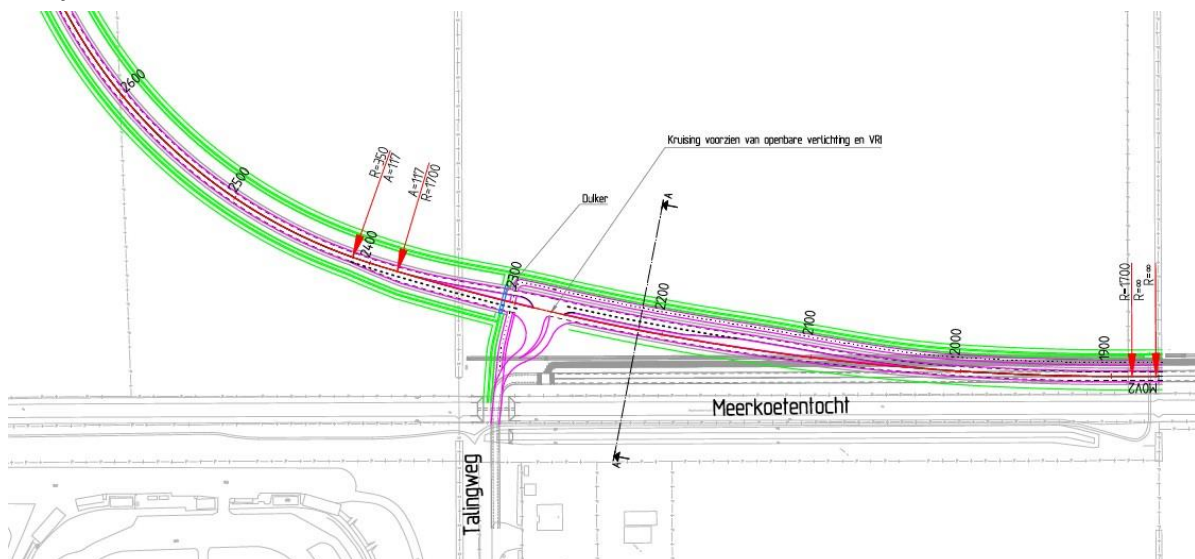 2600
2500
R=350
A=117
A=117
R=1700
2400
2300
Duiker
Kruising voorzien van openbare verlichting en VRI
A
2200
2100
2000
1900
R=1700
R=∞
R=∞
MOV2
Meerkoetentocht
A
Talingweg